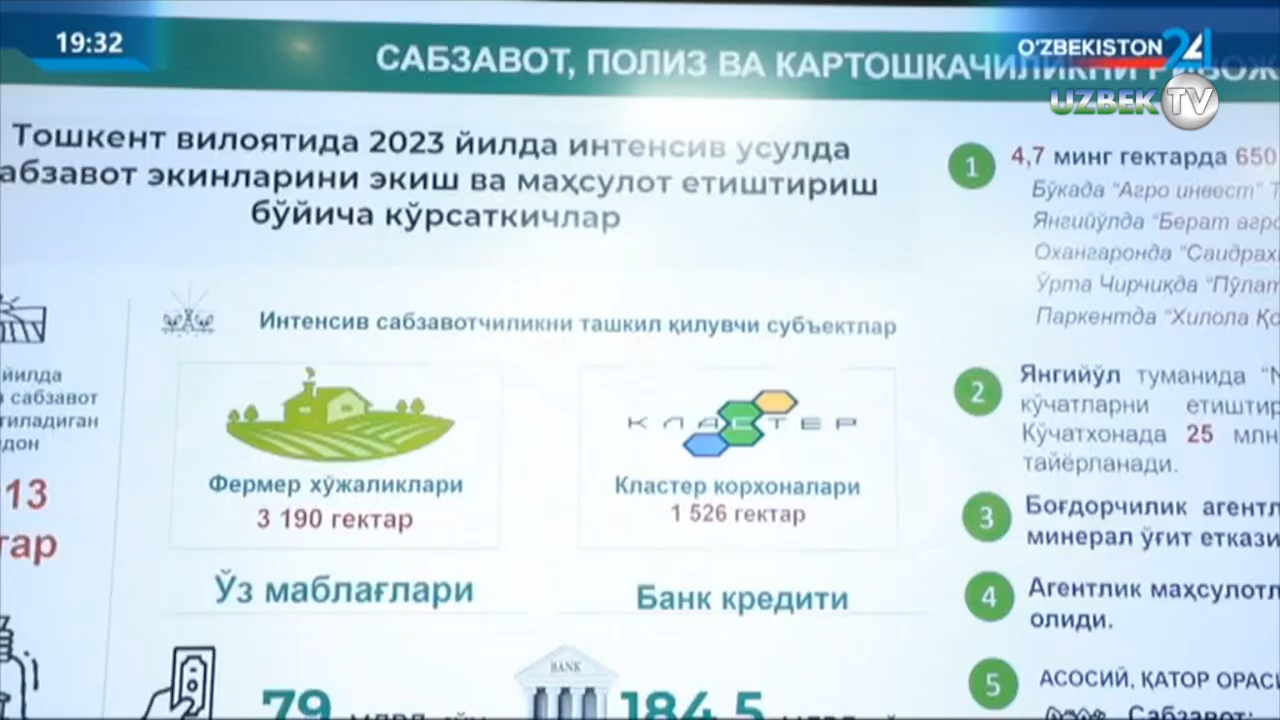 19:32
O'ZBEKISTON 24
UZBEK TV
САБЗАВОТ, ПОЛИЗ ВА КАРТОШКАЧИЛИКНИ
Тошкент вилоятида 2023 йилда интенсив усулда
абзавот экинларини экиш ва маҳсулот етиштириш
бўйича кўрсаткичлар
Интенсив сабзавотчиликни ташкил қилувчи субъектлар
йилда
сабзавот
тиладиган
дон
13
тар
Фермер хўжаликлари
3 190 гектар
КЛАСТЕР
Кластер корхоналари
1 526 гектар
Ўз маблағлари
79
Банк кредити
BANK
184,5
1
4,7 минг гектарда 650
Бўкада “Агро инвест” Т
Янгийўлда “Берат агро
Охангаронда “Саидрах
Ўрта Чирчиқда “Пўлат
Паркентда “Хилола Қо
2
Янгийўл туманида “N
кўчатларни етиштир
Кўчатхонада 25 млн
тайёрланади.
3
Боғдорчилик агентл
минерал ўғит етказиі
4
Агентлик маҳсулотл
олиди.
5
АСОСИЙ, ҚАТОР ОРАСИ
Сабзавот: